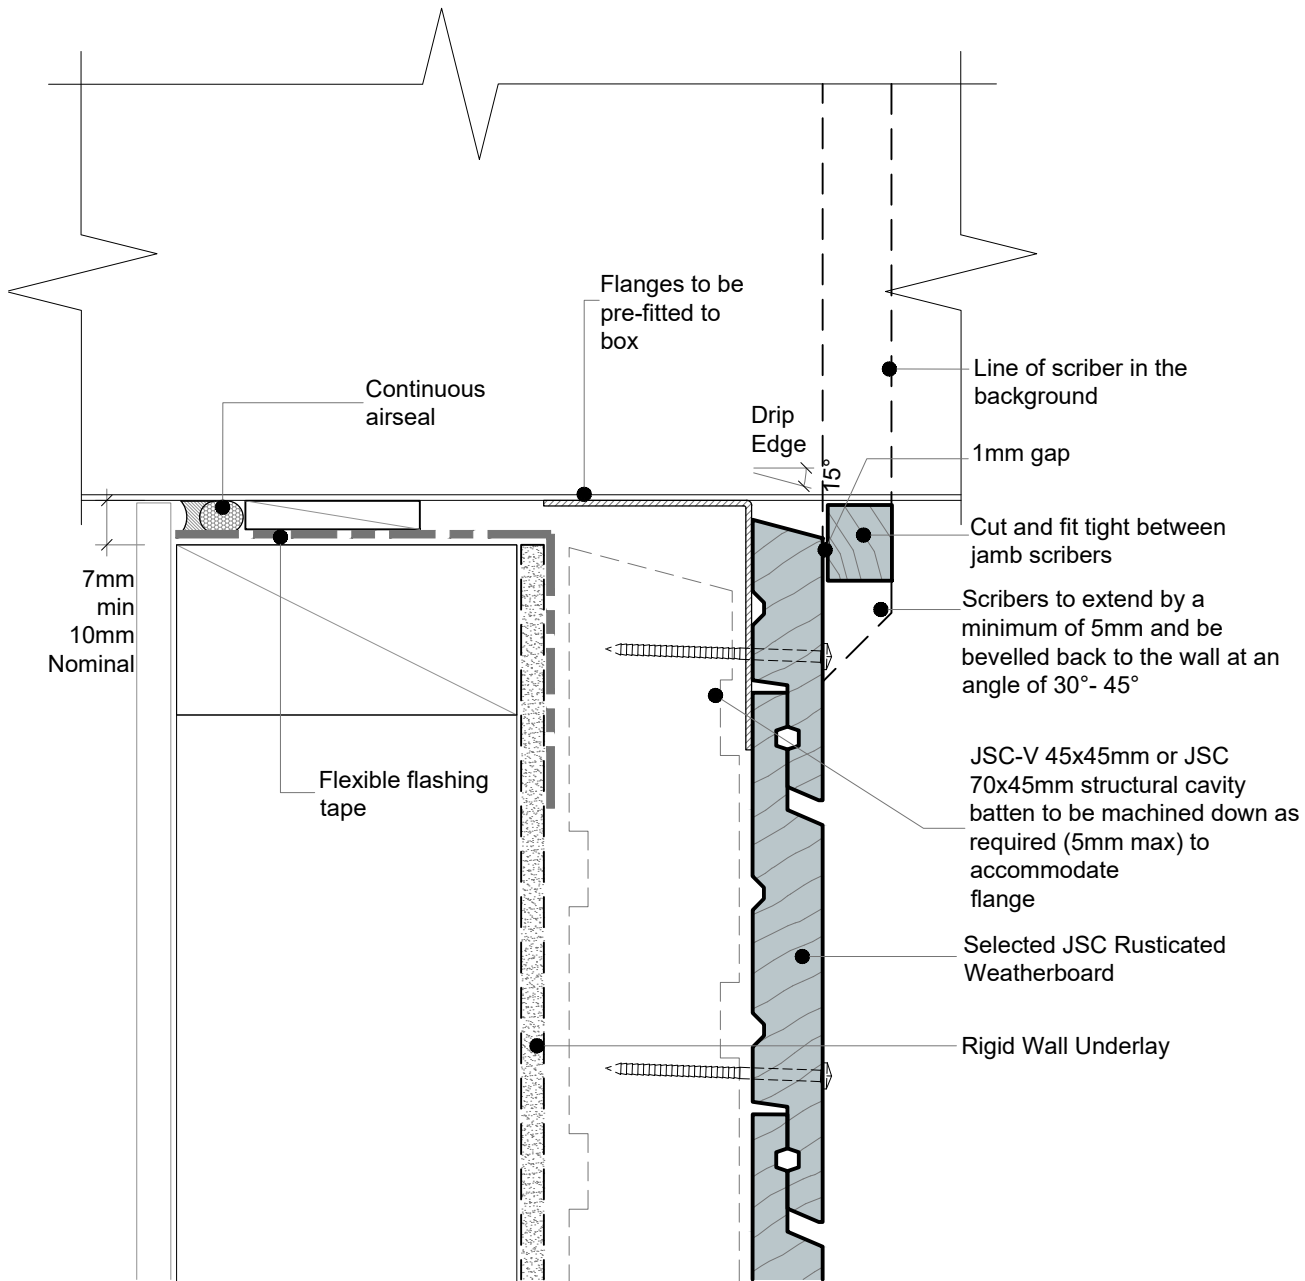 Flanges to be
pre-fitted to
box
Continuous
airseal
Line of scriber in the
background
Drip
Edge
15°
1mm gap
Cut and fit tight between
jamb scribers
7mm
min
10mm
Nominal
Scribers to extend by a
minimum of 5mm and be
bevelled back to the wall at an
angle of 30°- 45°
Flexible flashing
tape
JSC-V 45x45mm or JSC
70x45mm structural cavity
batten to be machined down as
required (5mm max) to
accommodate
flange
Selected JSC Rusticated
Weatherboard
Rigid Wall Underlay